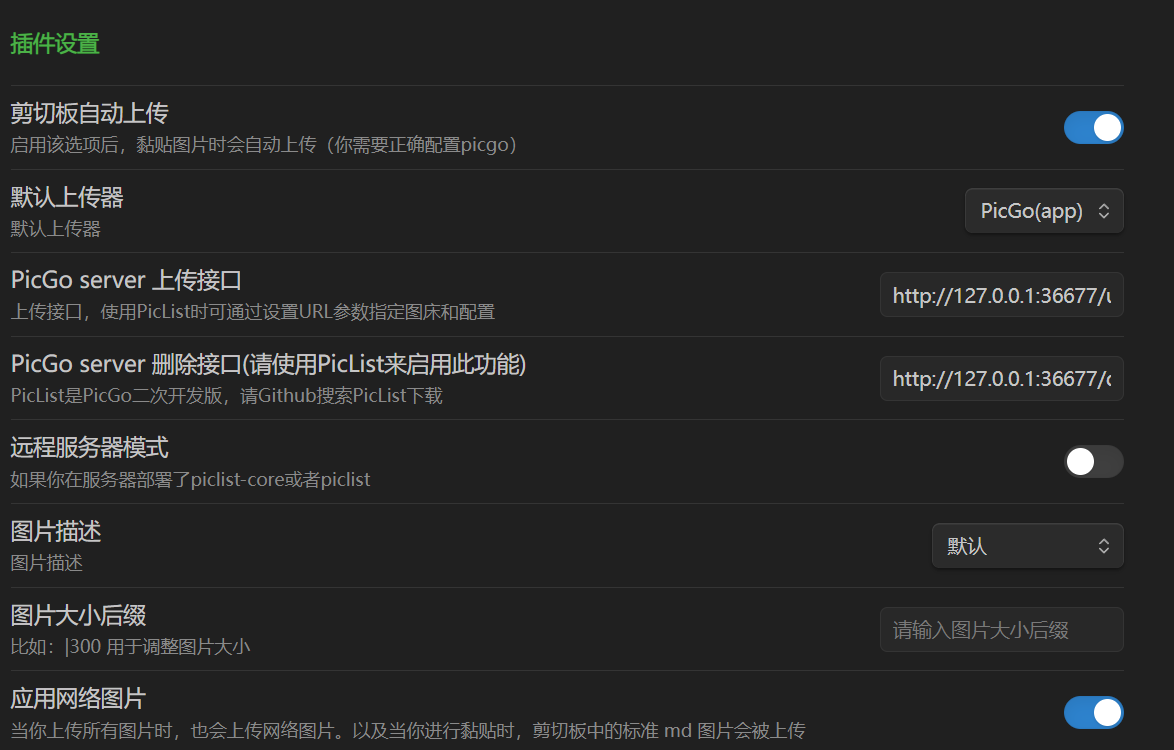 插件设置
剪切板自动上传
启用该选项后，黏贴图片时会自动上传（你需要正确配置picgo）
默认上传器
默认上传器
PicGo(app)
PicGo server 上传接口
上传接口，使用PicList时可通过设置URL参数指定图床和配置
http://127.0.0.1:36677/u
PicGo server 删除接口(请使用PicList来启用此功能)
PicList是PicGo二次开发版，请Github搜索PicList下载
http://127.0.0.1:36677/d
远程服务器模式
如果你在服务器部署了piclist-core或者piclist
图片描述
图片描述
默认
图片大小后缀
比如：|300 用于调整图片大小
请输入图片大小后缀
应用网络图片
当你上传所有图片时，也会上传网络图片。以及当你进行黏贴时，剪切板中的标准 md 图片会被上传